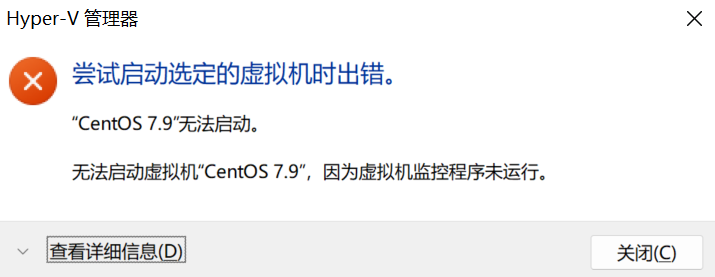 Hyper-V 管理器
尝试启动选定的虚拟机时出错。
“CentOS 7.9”无法启动。
无法启动虚拟机“CentOS 7.9”，因为虚拟机监控程序未运行。
查看详细信息(D)
关闭(C)